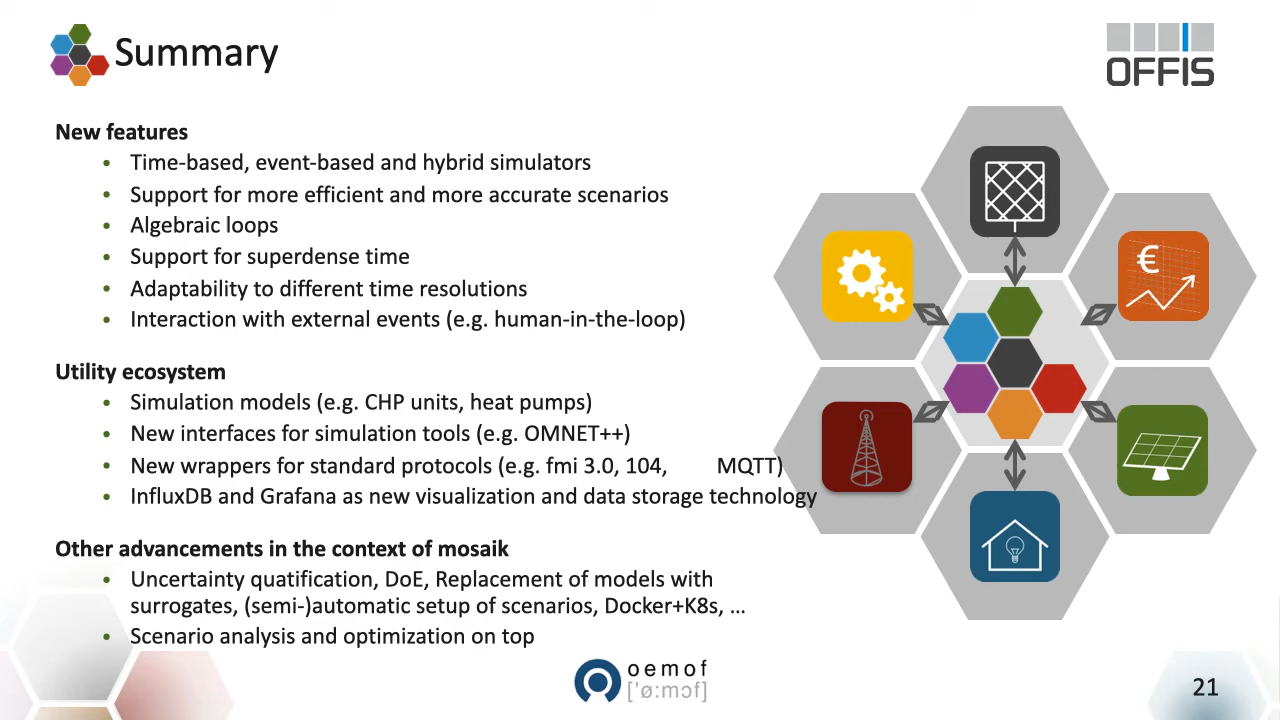 Summary
OFFIS
New features
• Time-based, event-based and hybrid simulators
• Support for more efficient and more accurate scenarios
• Algebraic loops
• Support for superdense time
• Adaptability to different time resolutions
• Interaction with external events (e.g. human-in-the-loop)
Utility ecosystem
• Simulation models (e.g. CHP units, heat pumps)
• New interfaces for simulation tools (e.g. OMNET++)
• New wrappers for standard protocols (e.g. fmi 3.0, 104, MQTT)
• InfluxDB and Grafana as new visualization and data storage technology
Other advancements in the context of mosaik
• Uncertainty quatification, DoE, Replacement of models with
surrogates, (semi-)automatic setup of scenarios, Docker+K8s, ...
• Scenario analysis and optimization on top
€
oemof
['ø:mɔf]
21